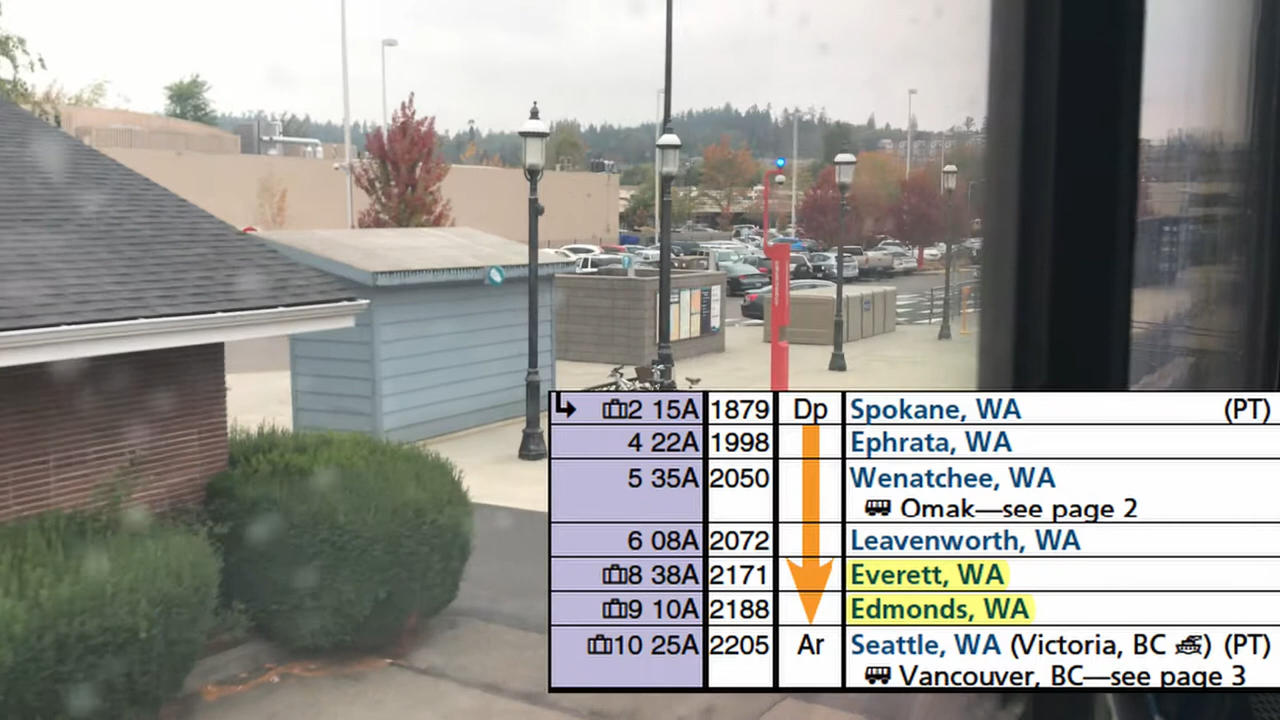 2 15A 1879 Dp Spokane, WA (PT)
4 22A 1998 Ephrata, WA
5 35A 2050 Wenatchee, WA
Omak—see page 2
6 08A 2072 Leavenworth, WA
8 38A 2171 Everett, WA
9 10A 2188 Edmonds, WA
10 25A 2205 Ar Seattle, WA (Victoria, BC) (PT)
Vancouver, BC—see page 3